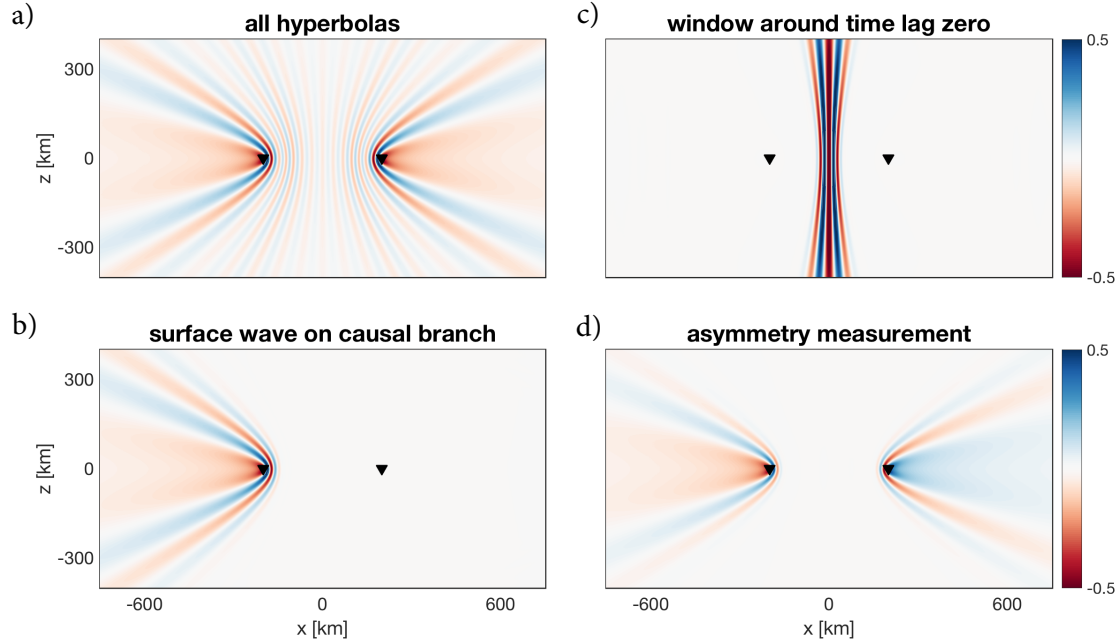 a)
all hyperbolas
300
0
-300
z [km]
c)
window around time lag zero
0.5
-0.5
b)
surface wave on causal branch
300
0
-300
z [km]
-600 0 600
x [km]
d)
asymmetry measurement
0.5
-0.5
-600 0 600
x [km]